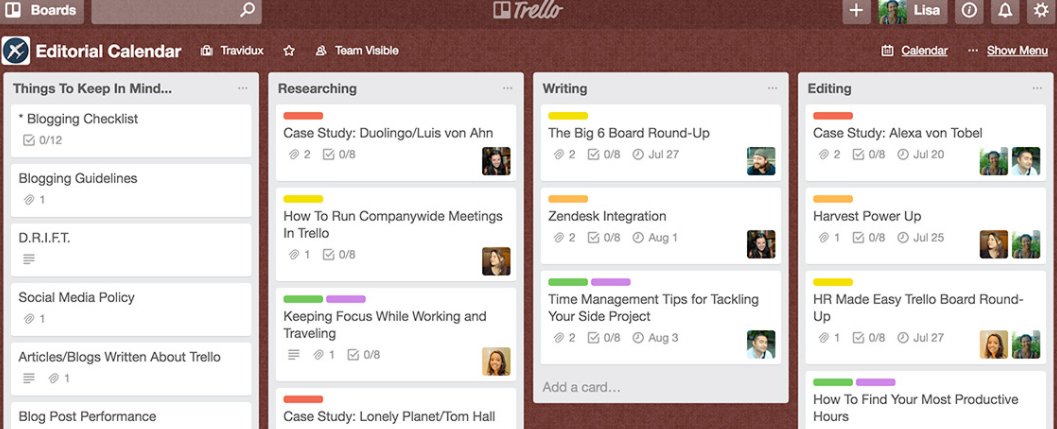 Boards
Trello
Lisa
Editorial Calendar
Travidux
Team Visible
Calendar
Show Menu
Things To Keep In Mind...
* Blogging Checklist
0/12
Blogging Guidelines
1
D.R.I.F.T.
Social Media Policy
1
Articles/Blogs Written About Trello
1
Blog Post Performance
Researching
Case Study: Duolingo/Luis von Ahn
2 0/8
How To Run Companywide Meetings
In Trello
1 0/8
Keeping Focus While Working and
Traveling
1 0/8
Case Study: Lonely Planet/Tom Hall
Writing
The Big 6 Board Round-Up
2 0/8 Jul 27
Zendesk Integration
2 0/8 Aug 1
Time Management Tips for Tackling
Your Side Project
2 0/8 Aug 3
Add a card...
Editing
Case Study: Alexa von Tobel
2 0/8 Jul 20
Harvest Power Up
1 0/8 Jul 25
HR Made Easy Trello Board Round-
Up
1 0/8 Jul 27
How To Find Your Most Productive
Hours